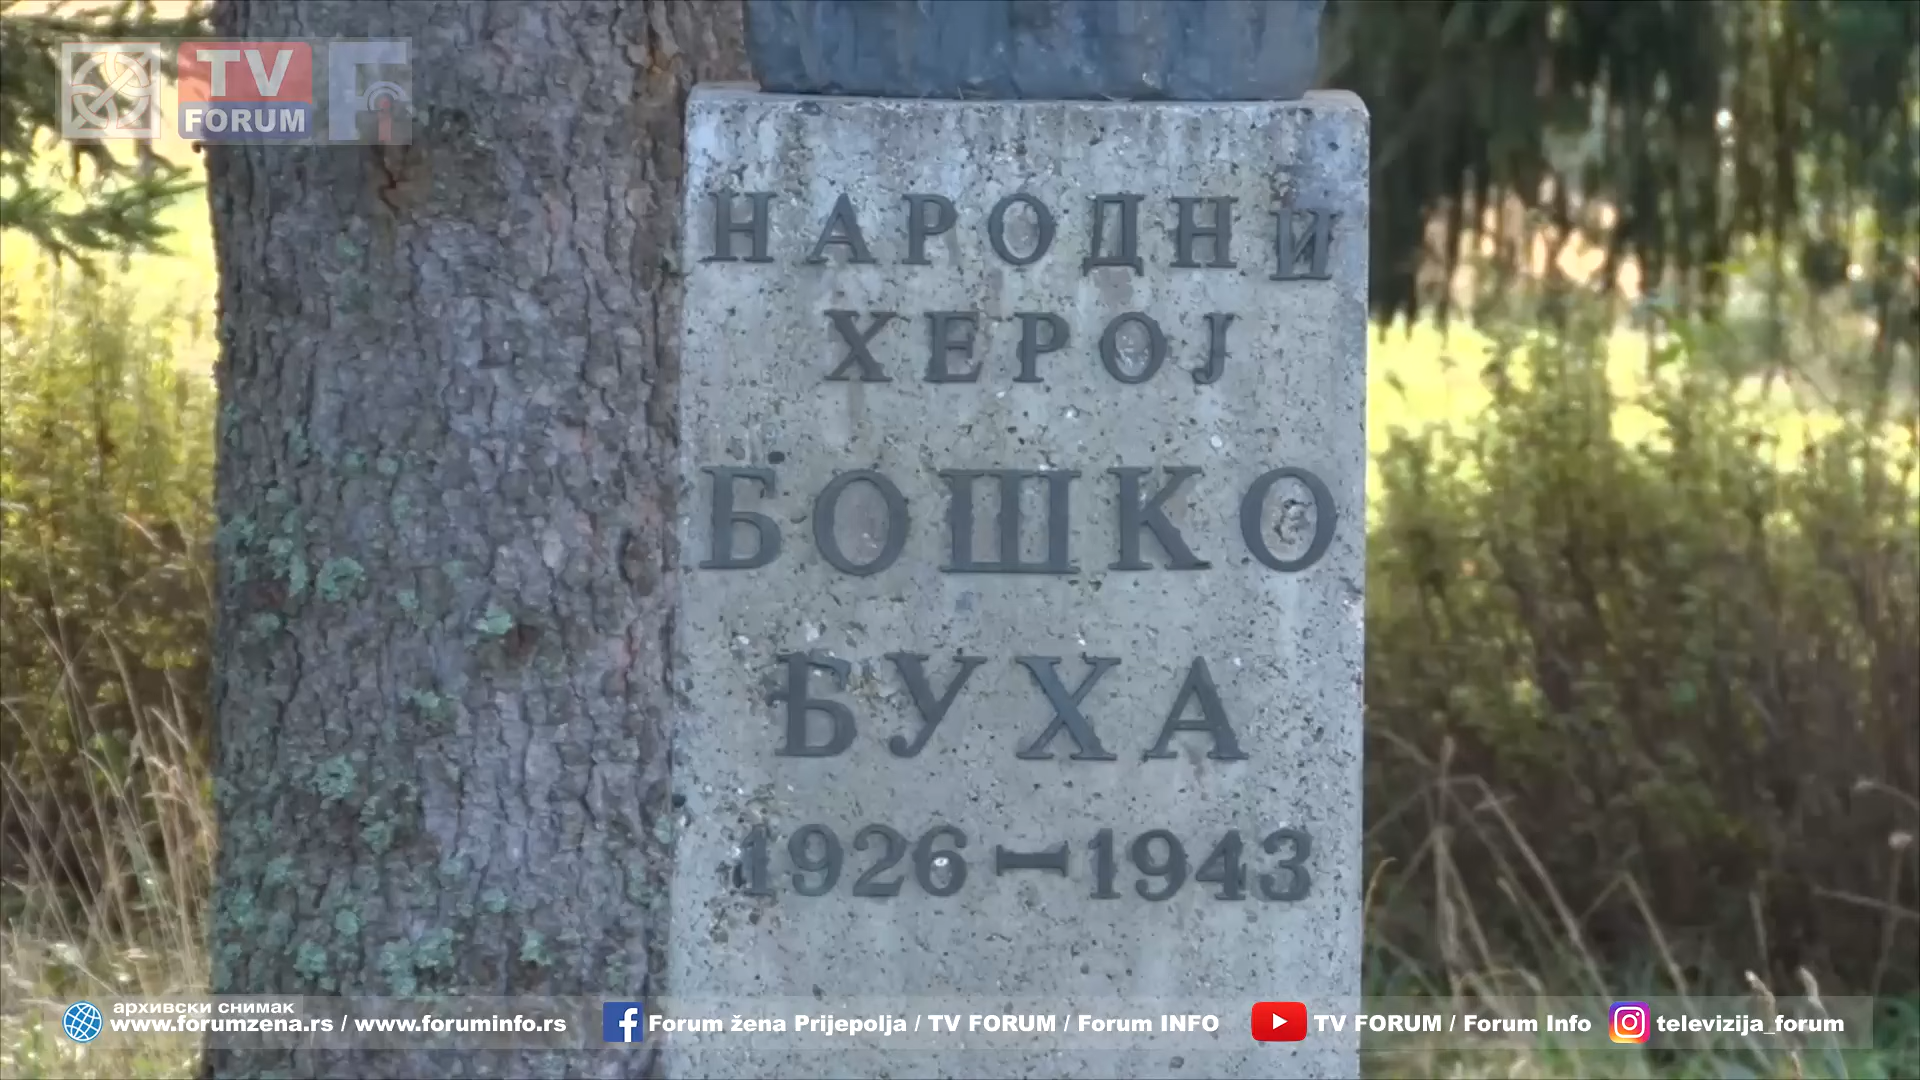 TV
FORUM
НАРОДНИ
ХЕРОЈ
БОШКО
БУХА
1926-1943
архивски снимак
www.forumzena.rs / www.foruminfo.rs
Forum žena Prijepolja / TV FORUM / Forum INFO
TV FORUM / Forum Info
televizija_forum